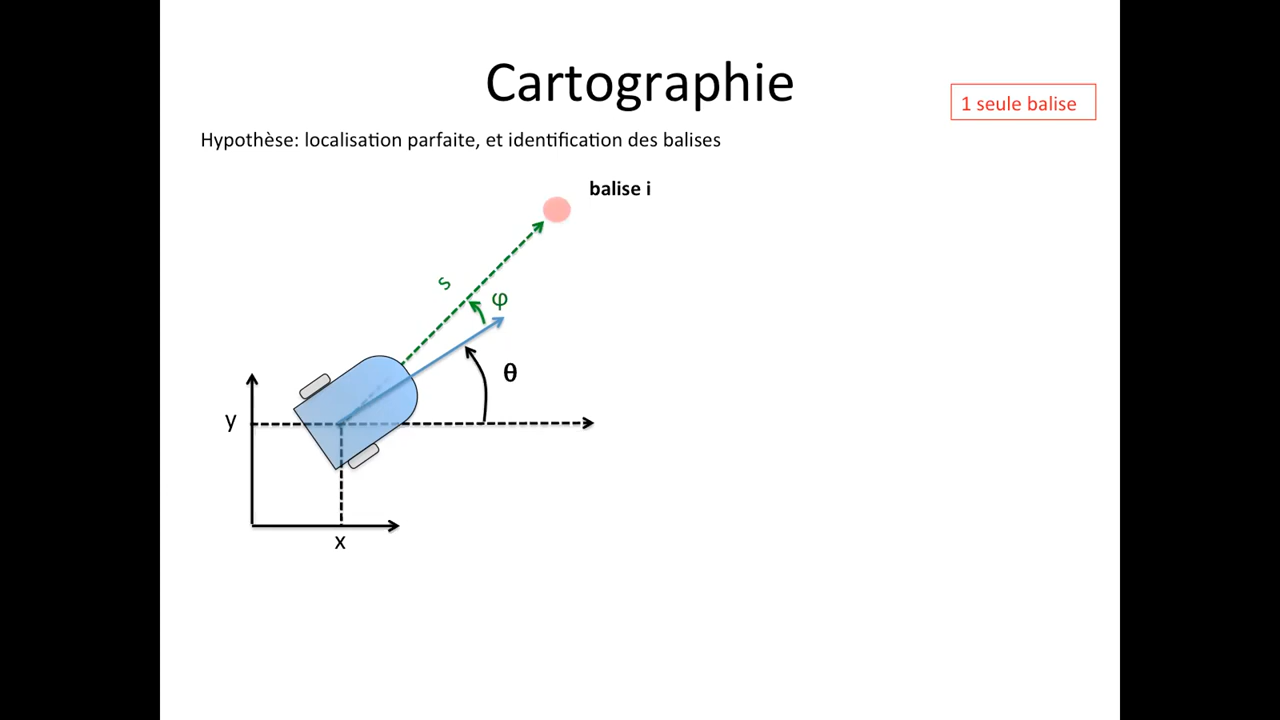 Cartographie
1 seule balise
Hypothèse: localisation parfaite, et identification des balises
balise i
s
φ
θ
y
x